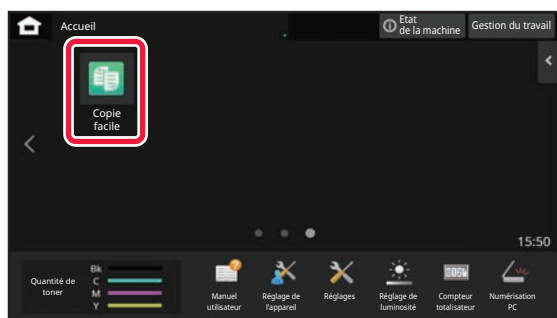 Accueil
Etat
de la machine
Gestion du travail
Copie
facile
15:50
Quantité de
toner
Bk
C
M
Y
Manuel
utilisateur
Réglage de
l'appareil
Réglages
Réglage de
luminosité
Compteur
totalisateur
Numérisation
PC